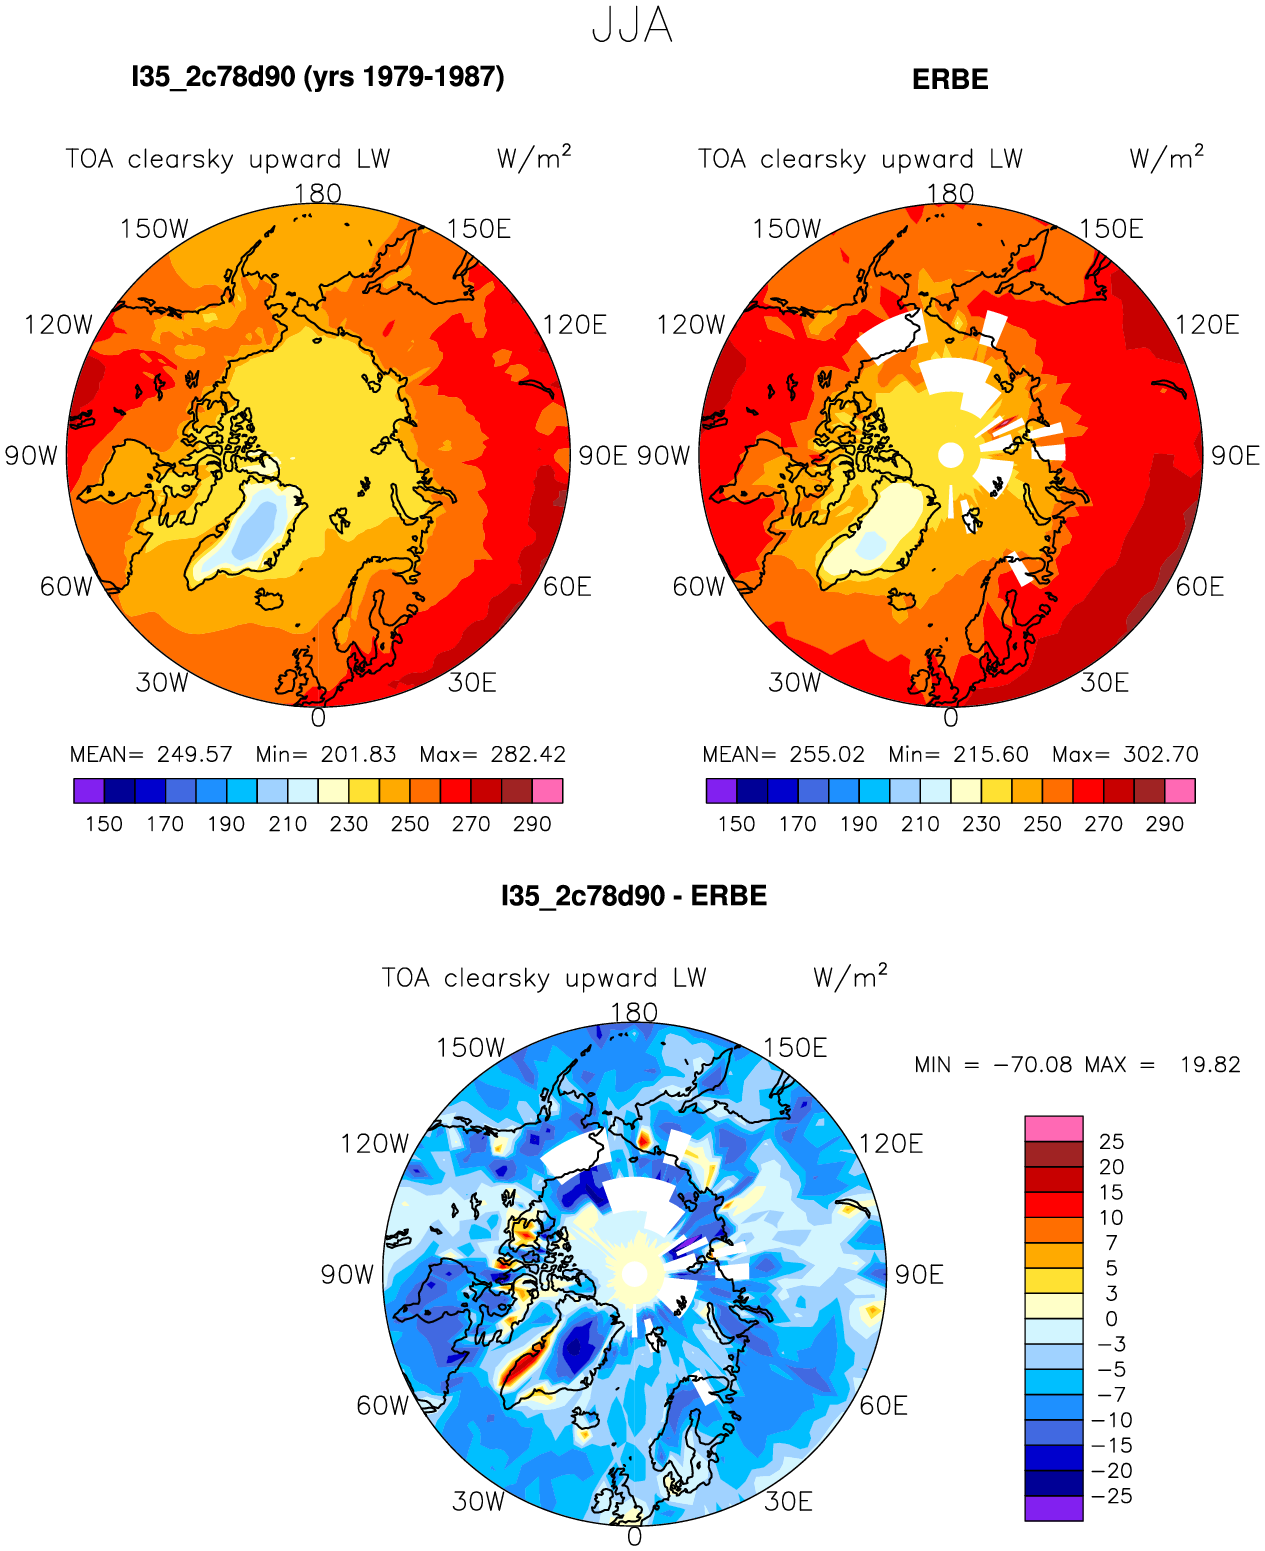 JJA
I35_2c78d90 (yrs 1979-1987)
ERBE
TOA clearsky upward LW W/m²
TOA clearsky upward LW W/m²
180
150W 150E
120W 120E
90W 90E
60W 60E
30W 30E
0
180
150W 150E
120W 120E
90W 90E
60W 60E
30W 30E
0
MEAN= 249.57 Min= 201.83 Max= 282.42
150 170 190 210 230 250 270 290
MEAN= 255.02 Min= 215.60 Max= 302.70
150 170 190 210 230 250 270 290
I35_2c78d90 - ERBE
TOA clearsky upward LW W/m²
180
150W 150E
120W 120E
90W 90E
60W 60E
30W 30E
0
MIN = −70.08 MAX = 19.82
25
20
15
10
7
5
3
0
−3
−5
−7
−10
−15
−20
−25